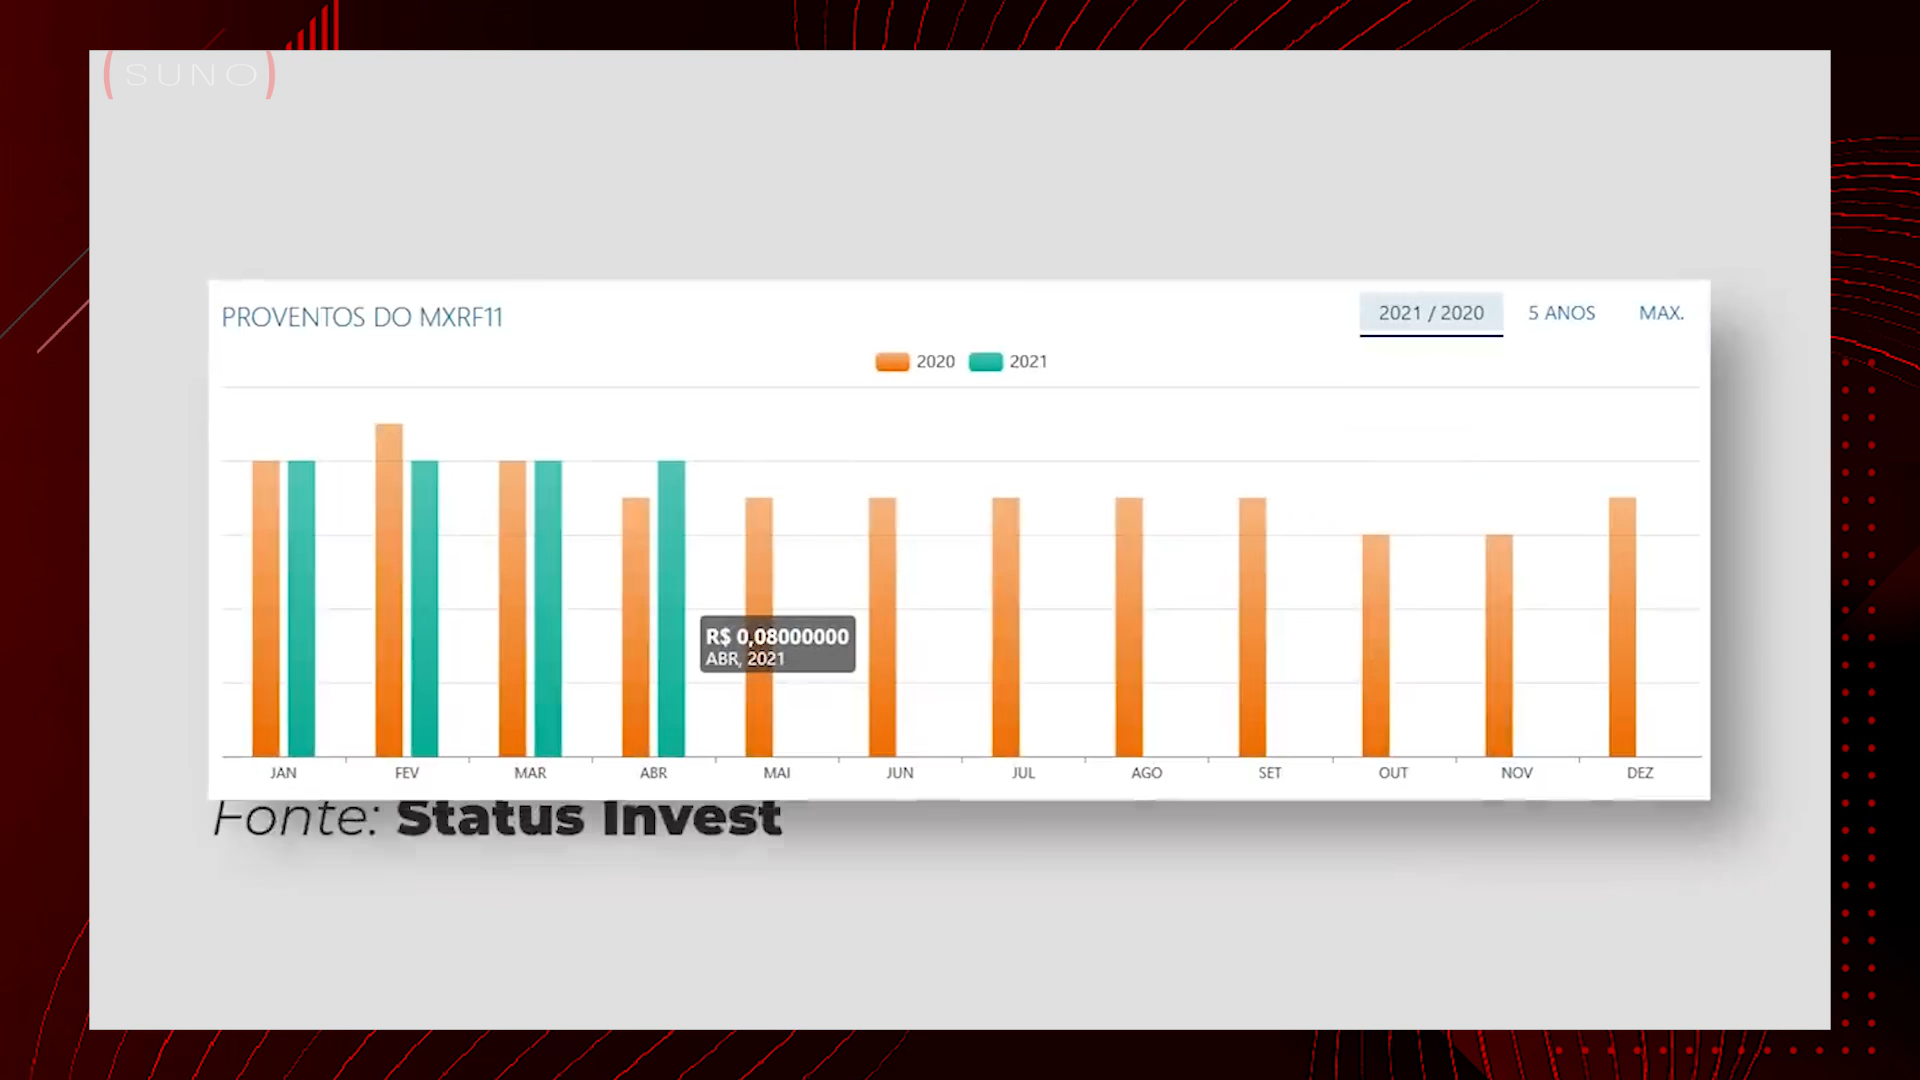 (SUNO)
PROVENTOS DO MXRF11
2021 / 2020 5 ANOS MAX.
2020 2021
R$ 0,08000000
ABR, 2021
JAN FEV MAR ABR MAI JUN JUL AGO SET OUT NOV DEZ
Fonte: Status Invest